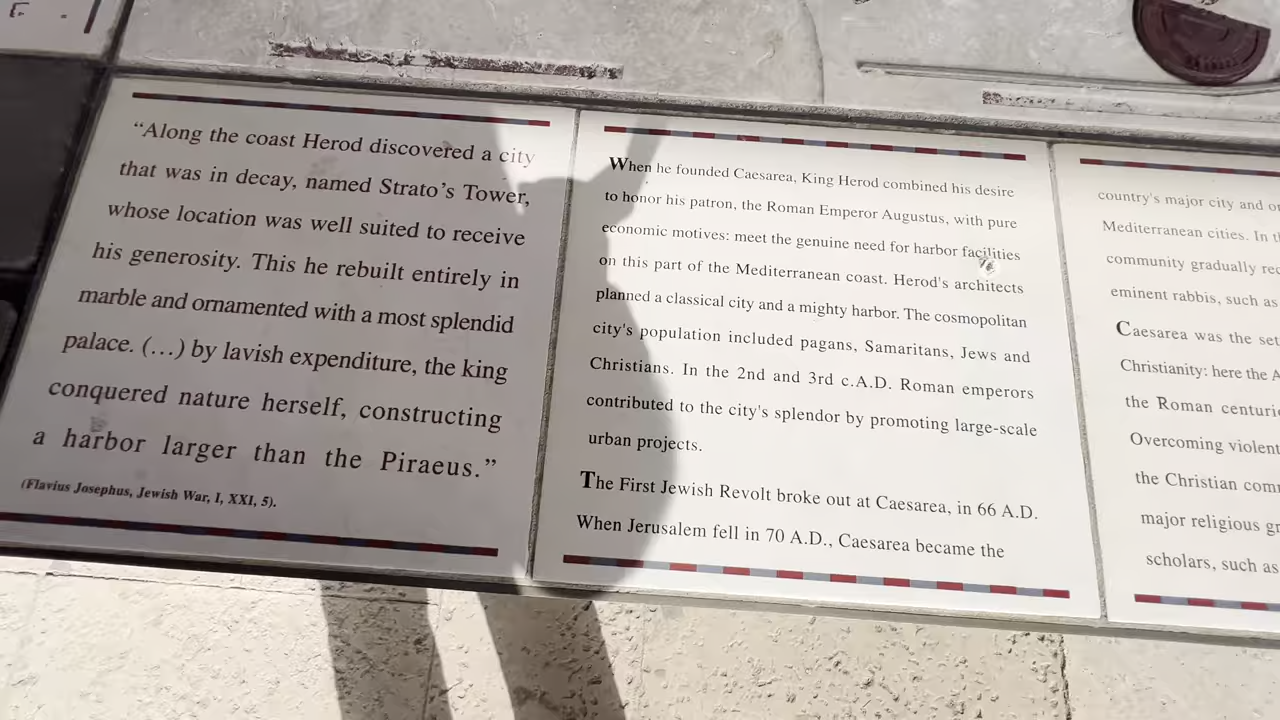 “Along the coast Herod discovered a city
that was in decay, named Strato’s Tower,
whose location was well suited to receive
his generosity. This he rebuilt entirely in
marble and ornamented with a most splendid
palace. (…) by lavish expenditure, the king
conquered nature herself, constructing
a harbor larger than the Piraeus.”
(Flavius Josephus, Jewish War, I, XXI, 5).
When he founded Caesarea, King Herod combined his desire
to honor his patron, the Roman Emperor Augustus, with pure
economic motives: meet the genuine need for harbor facilities
on this part of the Mediterranean coast. Herod's architects
planned a classical city and a mighty harbor. The cosmopolitan
city's population included pagans, Samaritans, Jews and
Christians. In the 2nd and 3rd c.A.D. Roman emperors
contributed to the city's splendor by promoting large-scale
urban projects.
The First Jewish Revolt broke out at Caesarea, in 66 A.D.
When Jerusalem fell in 70 A.D., Caesarea became the
country's major city and
Mediterranean cities. In
community gradually
eminent rabbis, such as
Caesarea was the
Christianity: here the
the Roman
Overcoming
the Christian
major religious
scholars, such as